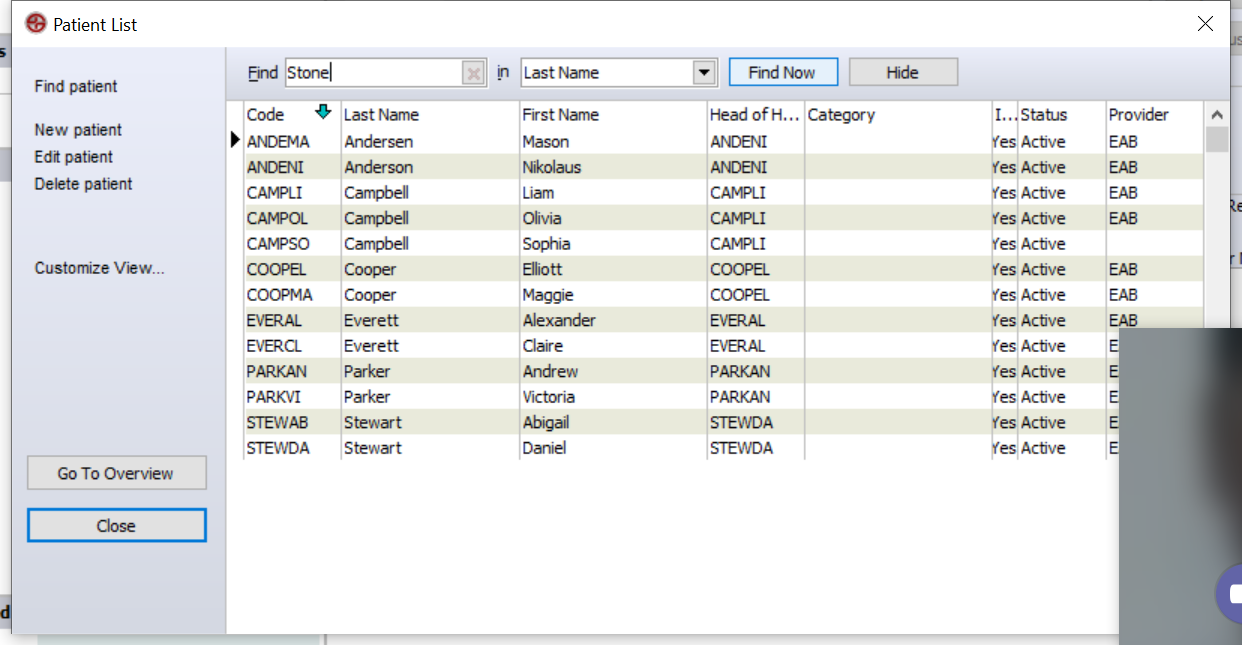 Patient List
Find patient
New patient
Edit patient
Delete patient
Customize View...
Go To Overview
Close
Find Stone in Last Name Find Now Hide
Code Last Name First Name Head of H... Category I... Status Provider
ANDEMA Andersen Mason ANDENI Yes Active EAB
ANDENI Anderson Nikolaus ANDENI Yes Active EAB
CAMPLI Campbell Liam CAMPLI Yes Active EAB
CAMPOL Campbell Olivia CAMPLI Yes Active EAB
CAMPSO Campbell Sophia CAMPLI Yes Active
COOPEL Cooper Elliott COOPEL Yes Active EAB
COOPMA Cooper Maggie COOPEL Yes Active EAB
EVERAL Everett Alexander EVERAL Yes Active EAB
EVERCL Everett Claire EVERAL Yes Active E
PARKAN Parker Andrew PARKAN Yes Active E
PARKVI Parker Victoria PARKAN Yes Active E
STEWAB Stewart Abigail STEWDA Yes Active E
STEWDA Stewart Daniel STEWDA Yes Active E